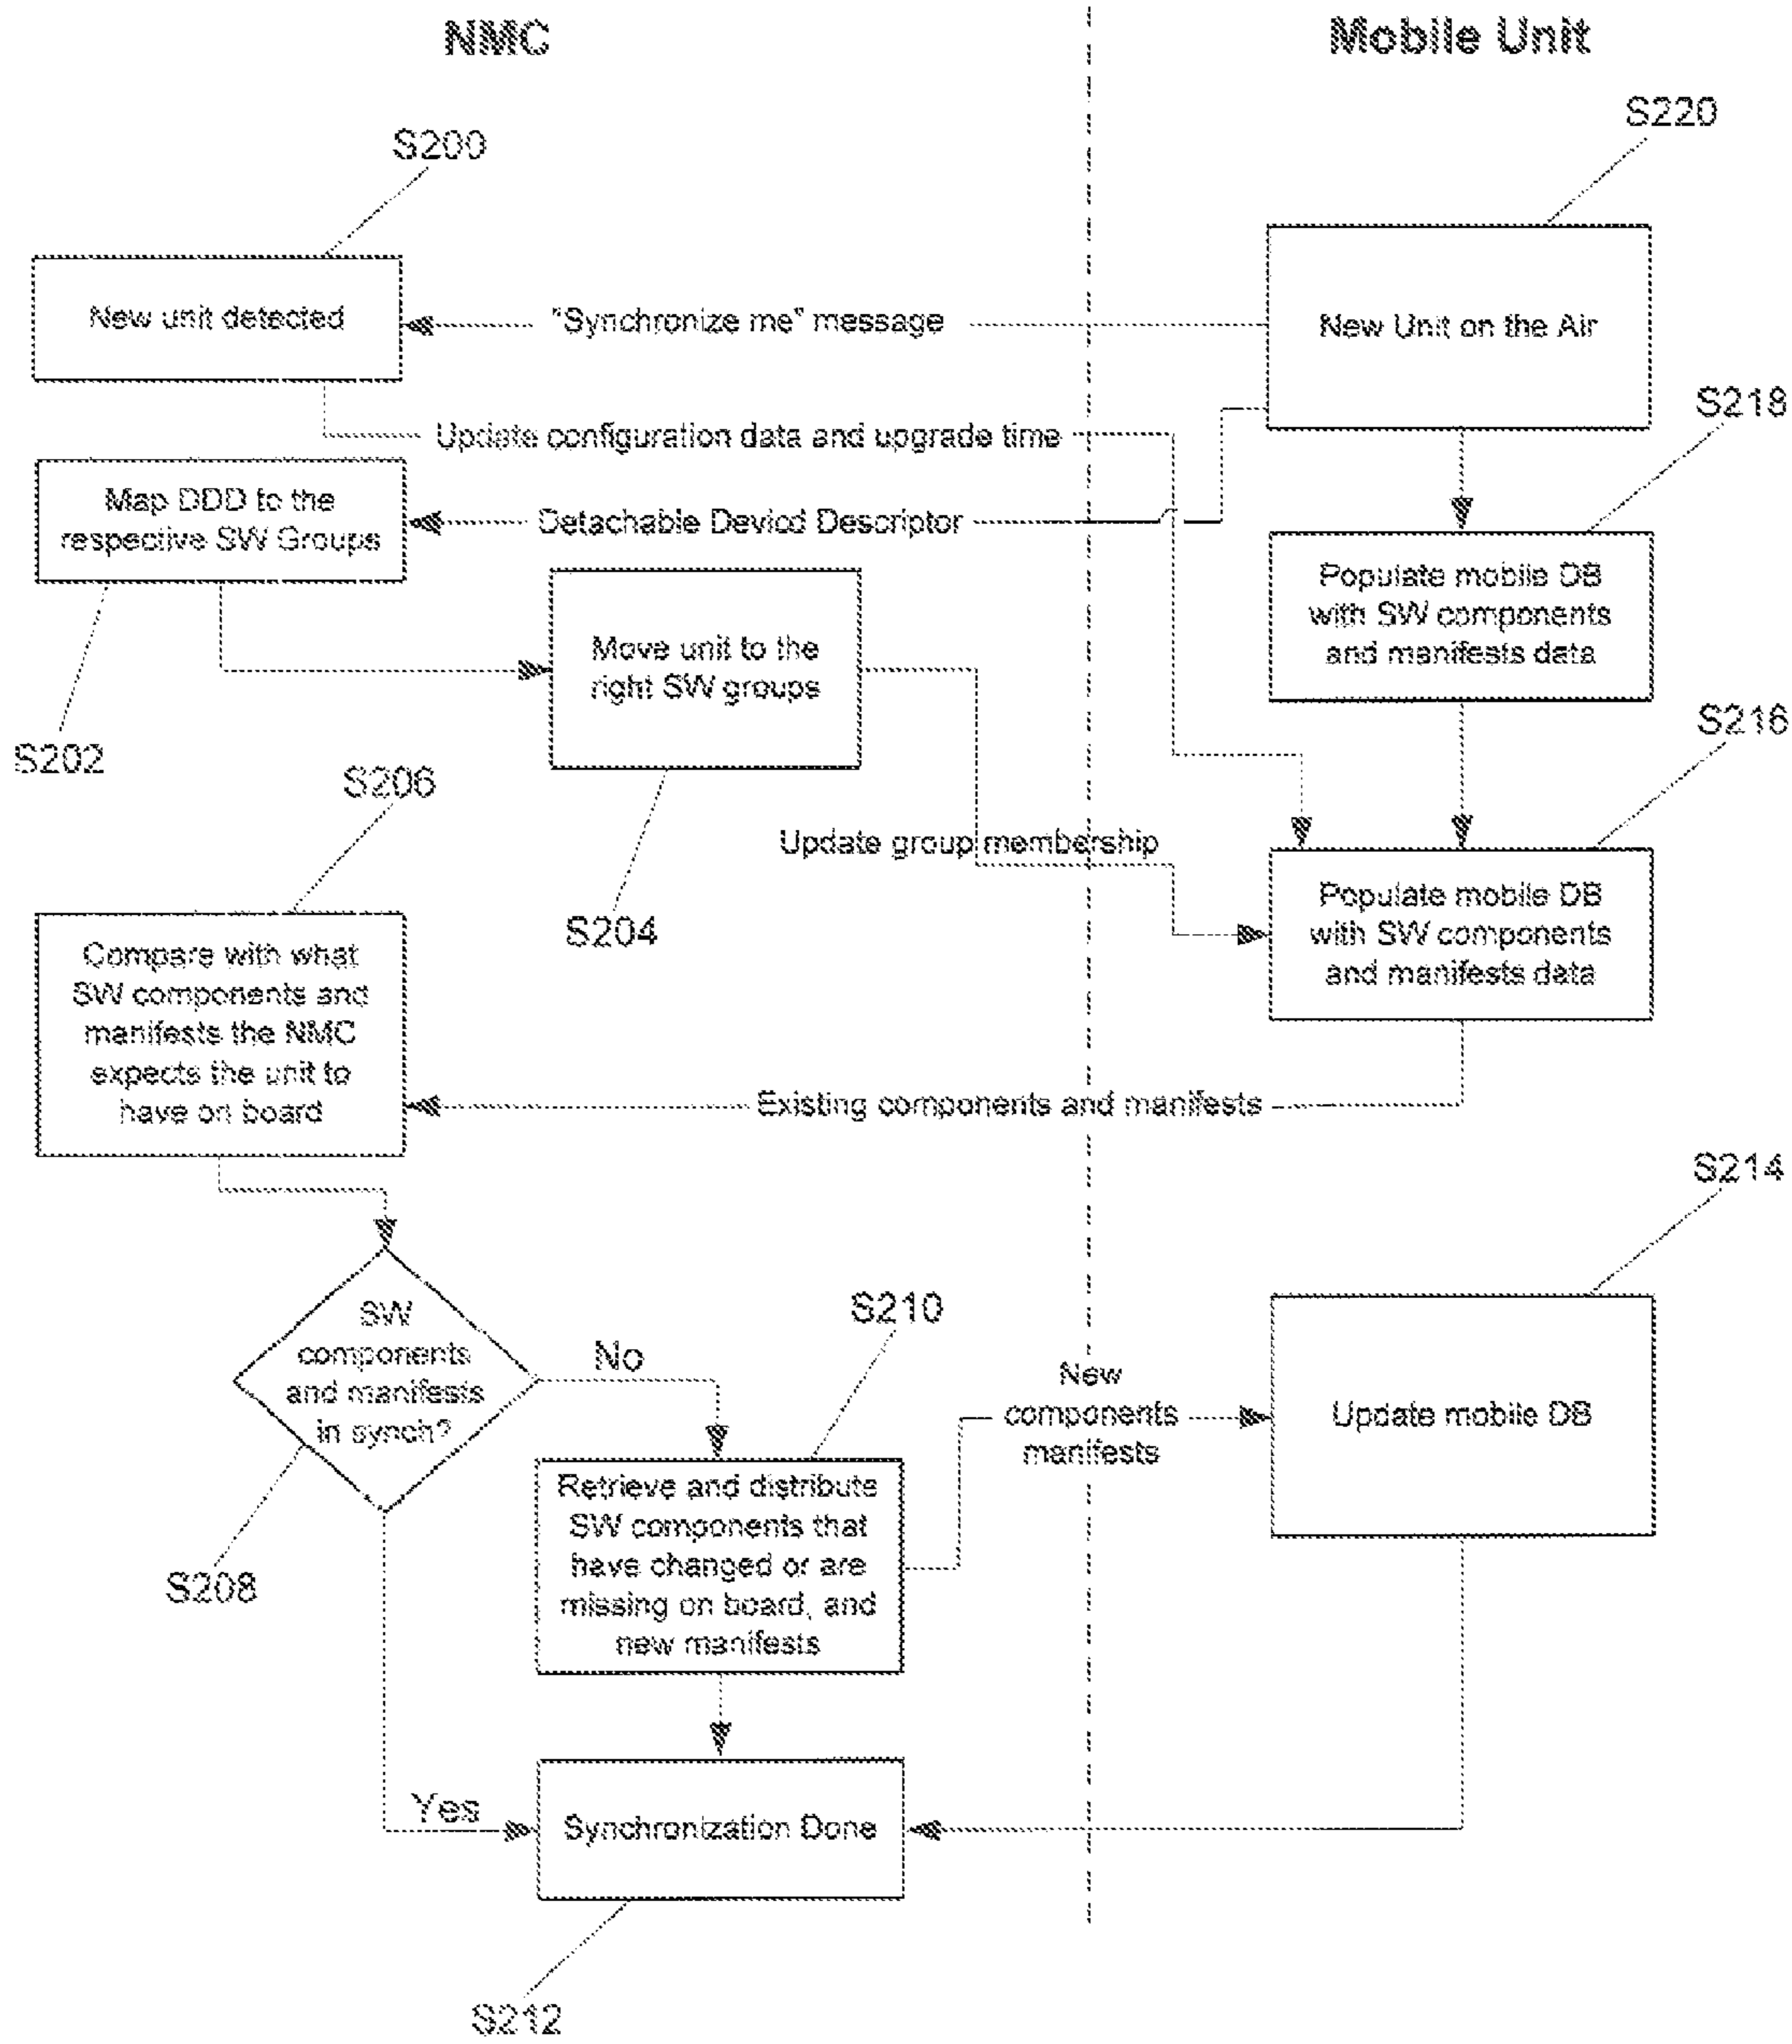 NMC
Mobile Unit
S220
S200
New unit detected
"Synchronize me" message
New Unit on the Air
S218
Update configuration data and upgrade time
Map DDD to the
respective SW Groups
Detachable Device Descriptor
Populate mobile DB
with SW components
and manifests data
Move unit to the
right SW groups
S202
S216
S206
Update group membership
S204
Populate mobile DB
with SW components
and manifests data
Compare with what
SW components and
manifests the NMC
expects the unit to
have on board
Existing components and manifests
S214
SW
components
and manifests
in synch?
No
S210
New
components
manifests
Update mobile DB
S208
Retrieve and distribute
SW components that
have changed or are
missing on board, and
new manifests
Yes
Synchronization Done
S212